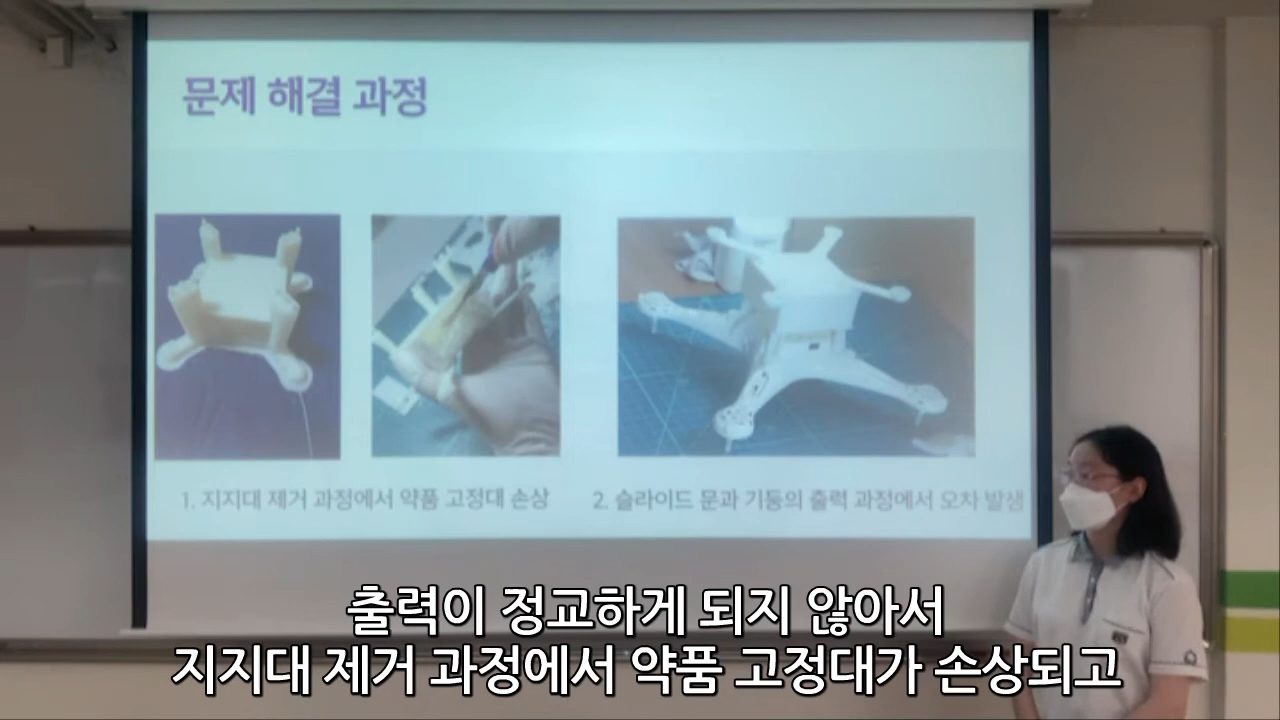 문제 해결 과정
1. 지지대 제거 과정에서 약품 고정대 손상
2. 슬라이드 문과 기둥의 출력 과정에서 오차 발생
출력이 정교하게 되지 않아서
지지대 제거 과정에서 약품 고정대가 손상되고